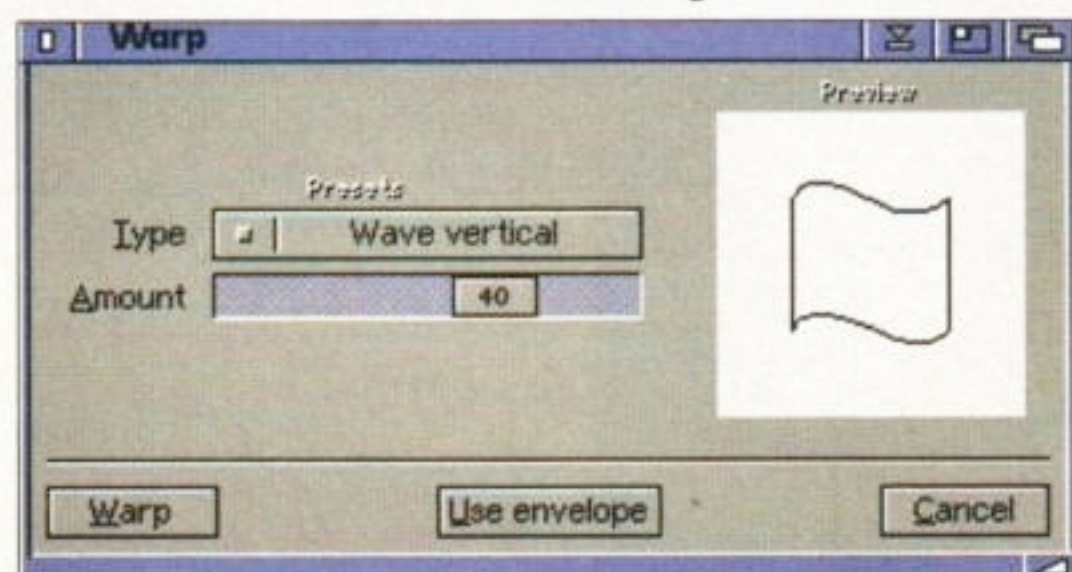 Warp
Preview
Presets
Type Wave vertical
Amount 40
Warp Use envelope Cancel